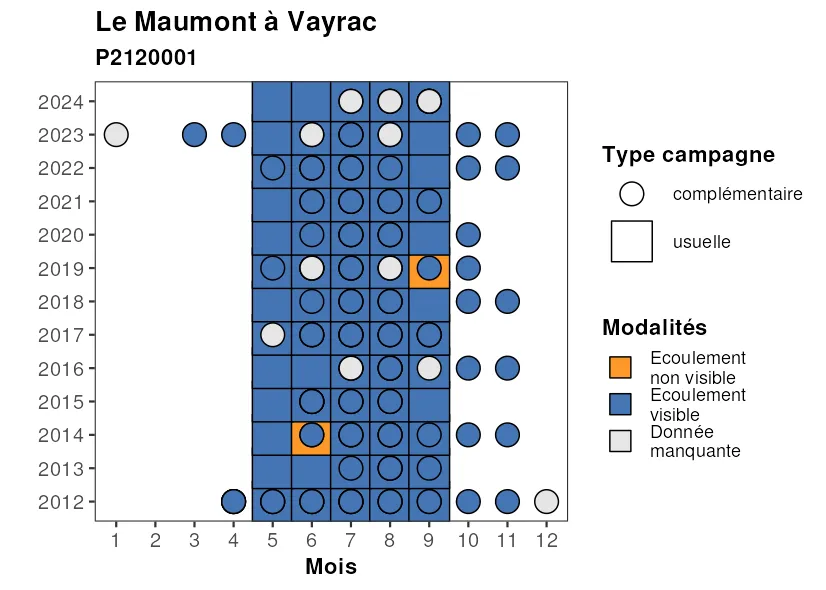 Le Maumont à Vayrac
P2120001
2024
2023
2022
2021
2020
2019
2018
2017
2016
2015
2014
2013
2012
1 2 3 4 5 6 7 8 9 10 11 12
Mois
Type campagne
complémentaire
usuelle
Modalités
Ecoulement
non visible
Ecoulement
visible
Donnée
manquante